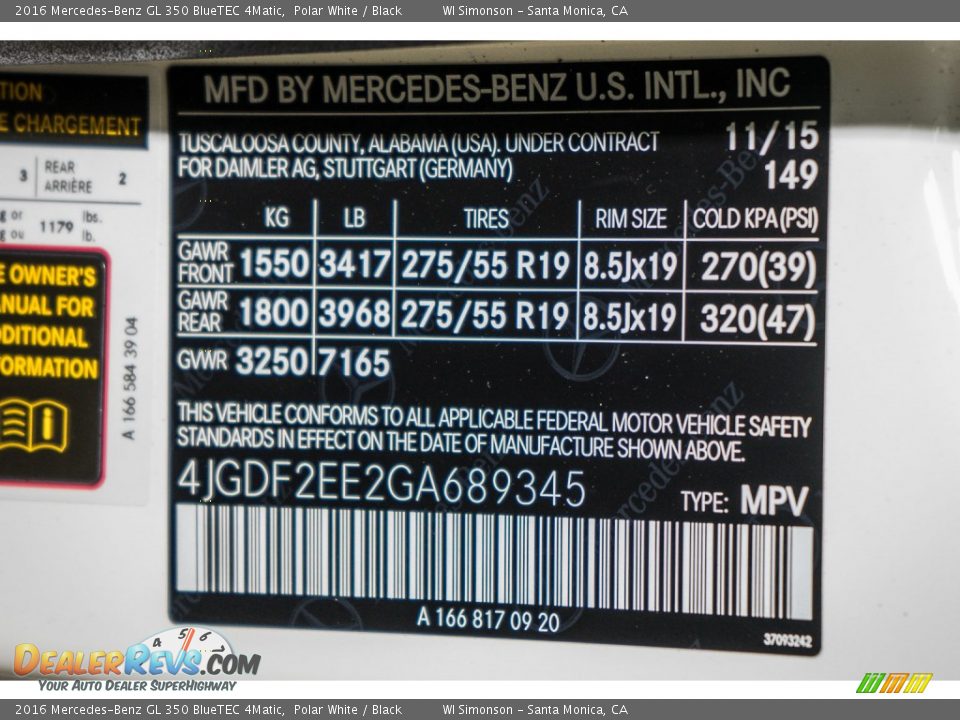 2016 Mercedes-Benz GL 350 BlueTEC 4Matic, Polar White / Black WI Simonson - Santa Monica, CA
TION
E CHARGEMENT
3 REAR ARRIÈRE 2
g or 1179 lbs.
g ou lb.
E OWNER'S
ANUAL FOR
DDITIONAL
FORMATION
A 166 584 39 04
MFD BY MERCEDES-BENZ U.S. INTL., INC
TUSCALOOSA COUNTY, ALABAMA (USA). UNDER CONTRACT 11/15
FOR DAIMLER AG, STUTTGART (GERMANY) 149
KG LB TIRES RIM SIZE COLD KPA (PSI)
GAWR FRONT 1550 3417 275/55 R19 8.5Jx19 270(39)
GAWR REAR 1800 3968 275/55 R19 8.5Jx19 320(47)
GVWR 3250 7165
THIS VEHICLE CONFORMS TO ALL APPLICABLE FEDERAL MOTOR VEHICLE SAFETY
STANDARDS IN EFFECT ON THE DATE OF MANUFACTURE SHOWN ABOVE.
4JGDF2EE2GA689345 TYPE: MPV
A 166 817 09 20
37093242
4 5 6
DEALERREVS.COM
YOUR AUTO DEALER SUPERHIGHWAY
2016 Mercedes-Benz GL 350 BlueTEC 4Matic, Polar White / Black WI Simonson - Santa Monica, CA